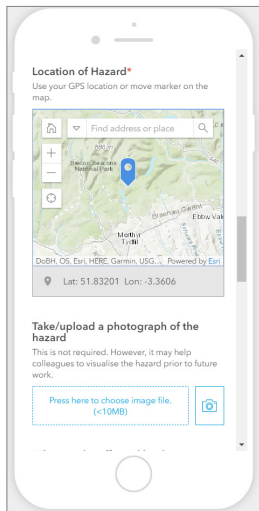 Location of Hazard*
Use your GPS location or move marker on the
map.
Find address or place
Brecon Beacons
National Park
Blaenau Gwent
Ebbw Vale
Merthyr
Tydfil
DoBH, OS, Esri, HERE, Garmin, USG... Powered by Esri
Lat: 51.83201 Lon: -3.3606
Take/upload a photograph of the
hazard
This is not required. However, it may help
colleagues to visualise the hazard prior to future
work.
Press here to choose image file.
(<10MB)